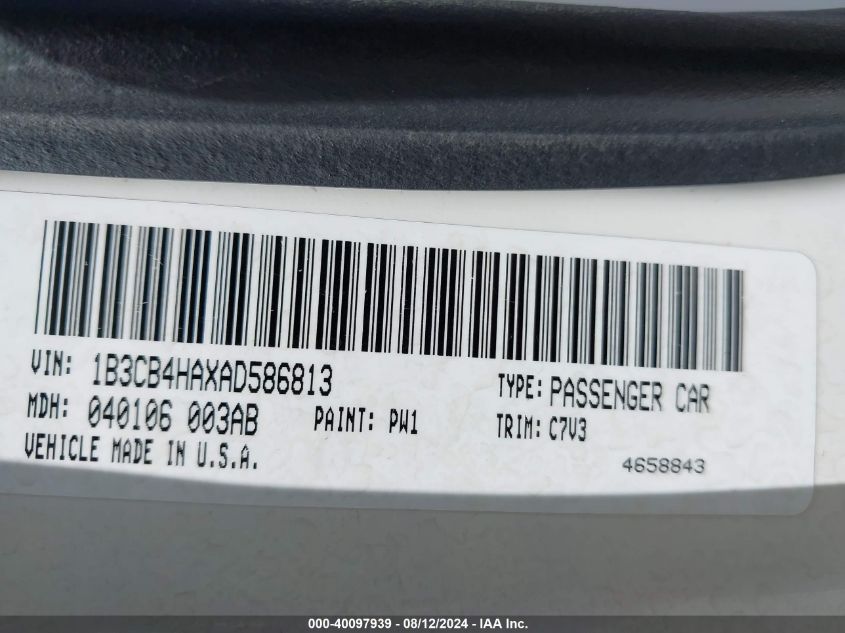 VIN: 1B3CB4HAXAD586813 TYPE: PASSENGER CAR
MDH: 040106 003AB PAINT: PW1 TRIM: C7V3
VEHICLE MADE IN U.S.A. 4658843
000-40097939 - 08/12/2024 - IAA Inc.